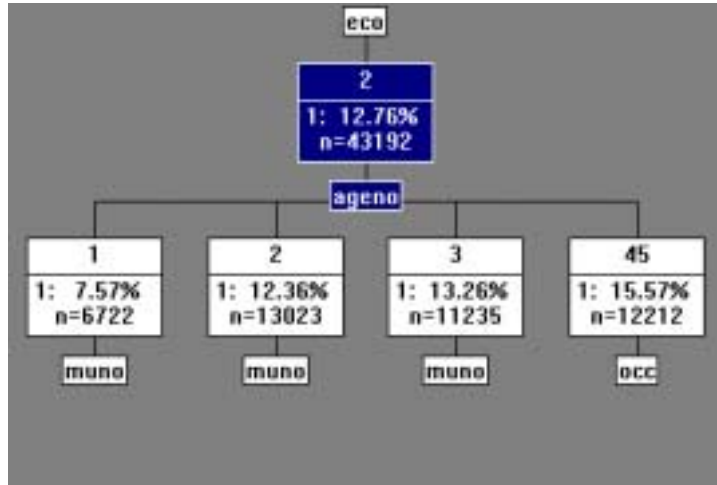 eco
2
1: 12.76%
n=43192
ageno
1
1: 7.57%
n=6722
muno
2
1: 12.36%
n=13023
muno
3
1: 13.26%
n=11235
muno
45
1: 15.57%
n=12212
occ